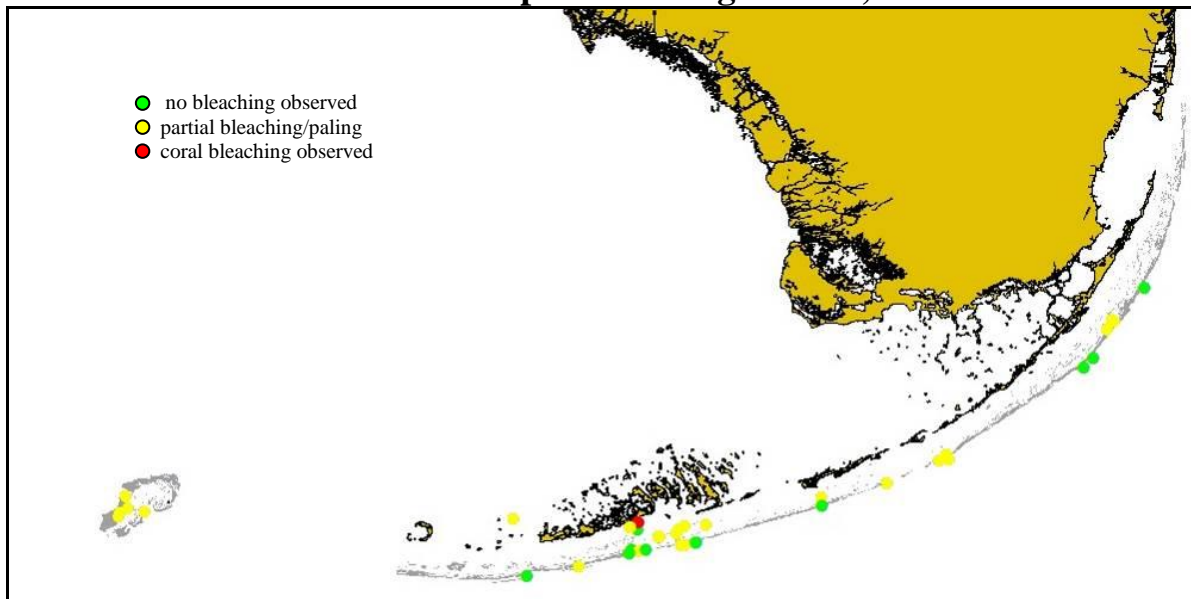 no bleaching observed
partial bleaching/paling
coral bleaching observed